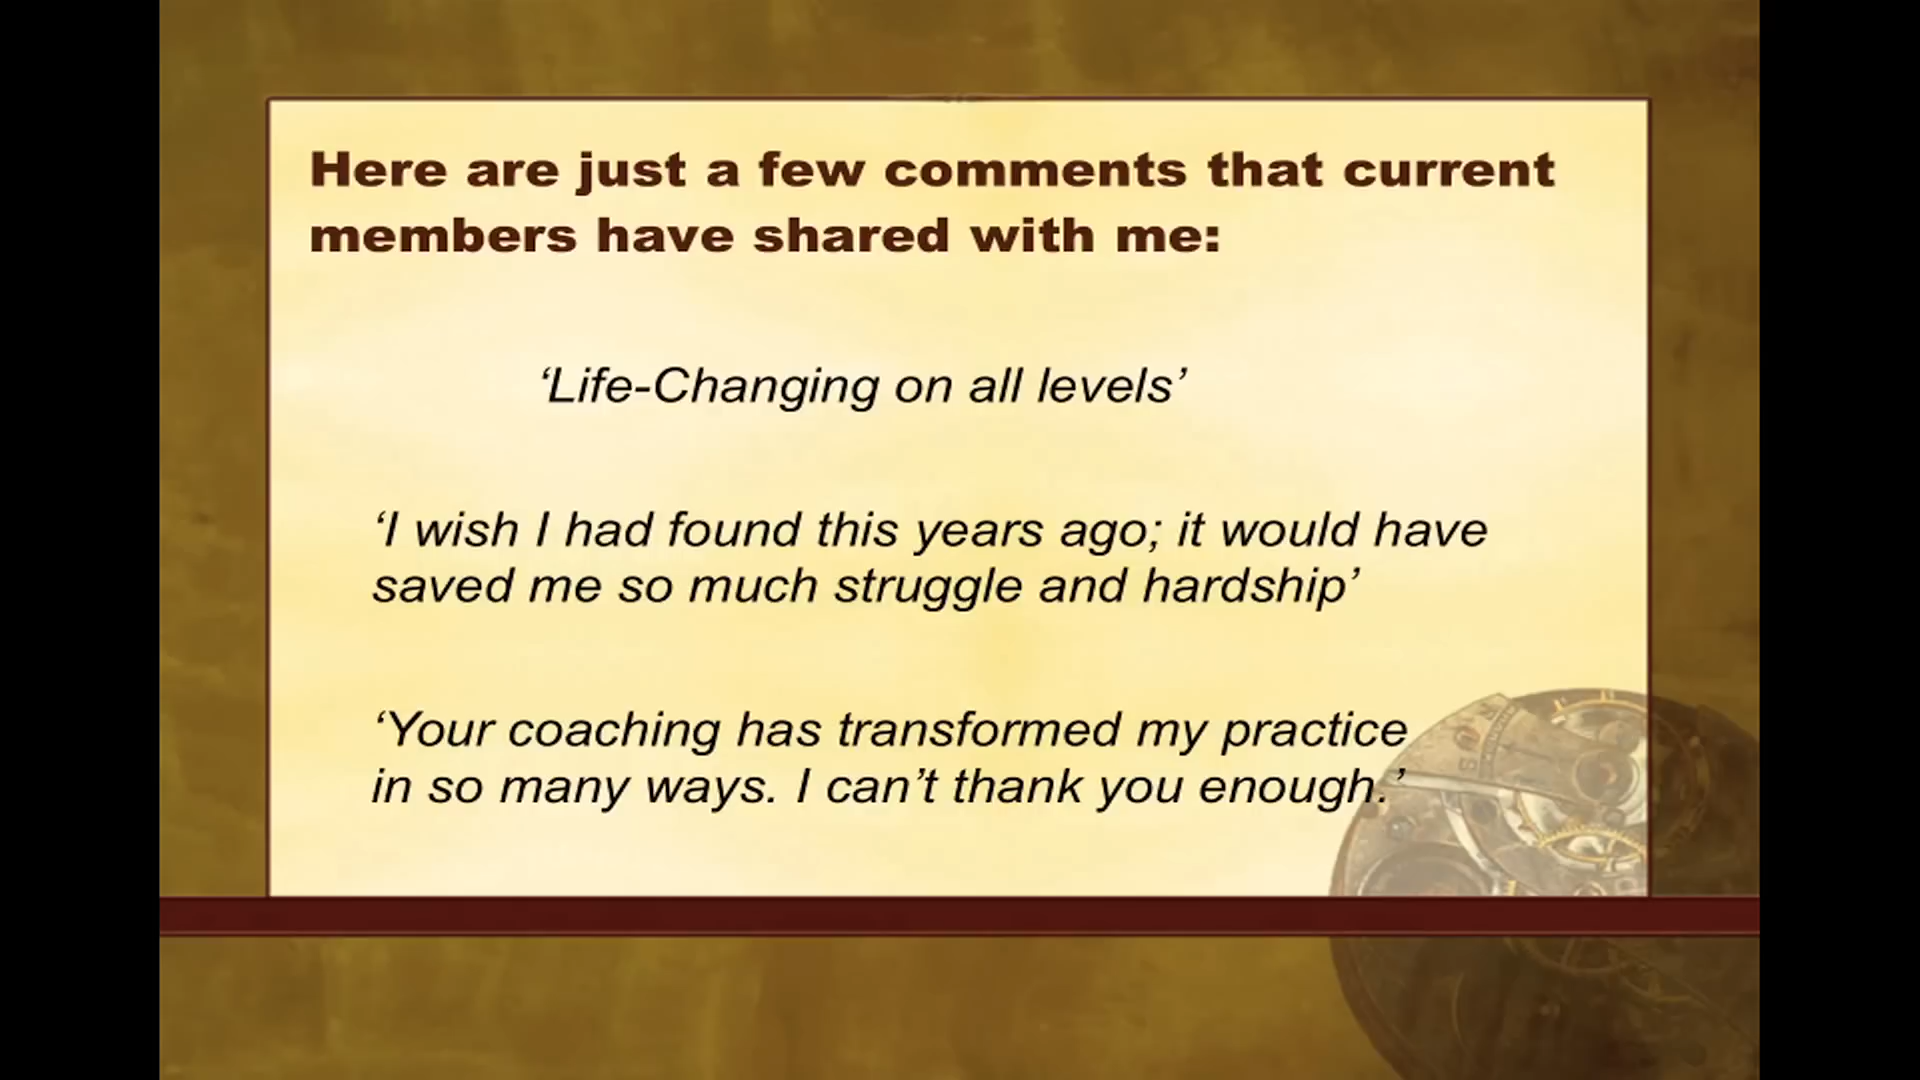 Here are just a few comments that current
members have shared with me:
‘Life-Changing on all levels’
‘I wish I had found this years ago; it would have
saved me so much struggle and hardship’
‘Your coaching has transformed my practice
in so many ways. I can’t thank you enough.’